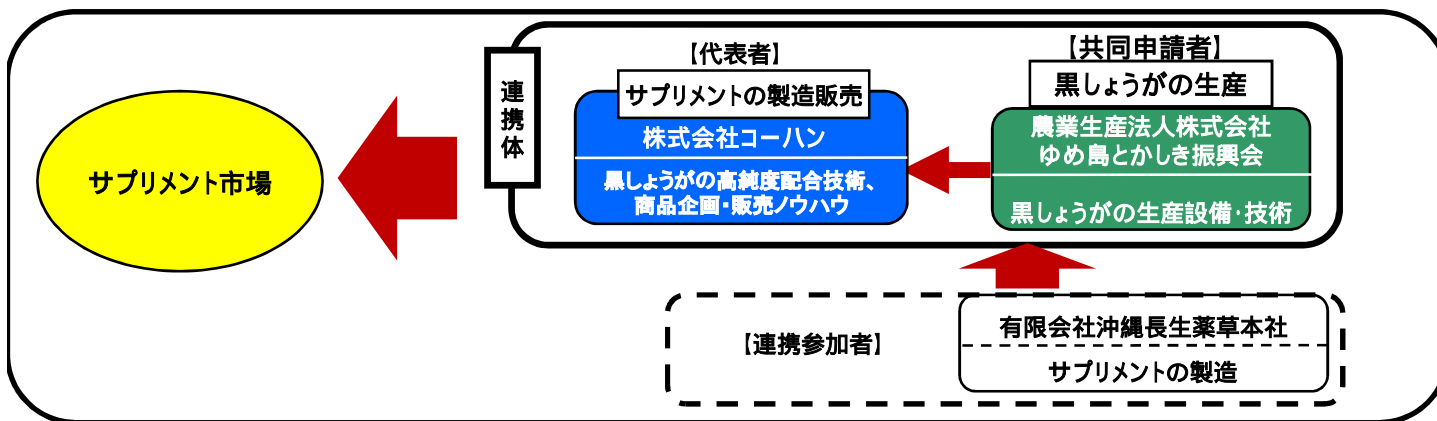 【代表者】
【共同申請者】
連携体
サプリメントの製造販売
黒しょうがの生産
株式会社コーハン
黒しょうがの高純度配合技術、
商品企画・販売ノウハウ
農業生産法人株式会社
ゆめ島とかしき振興会
黒しょうがの生産設備・技術
サプリメント市場
【連携参加者】
有限会社沖縄長生薬草本社
サプリメントの製造